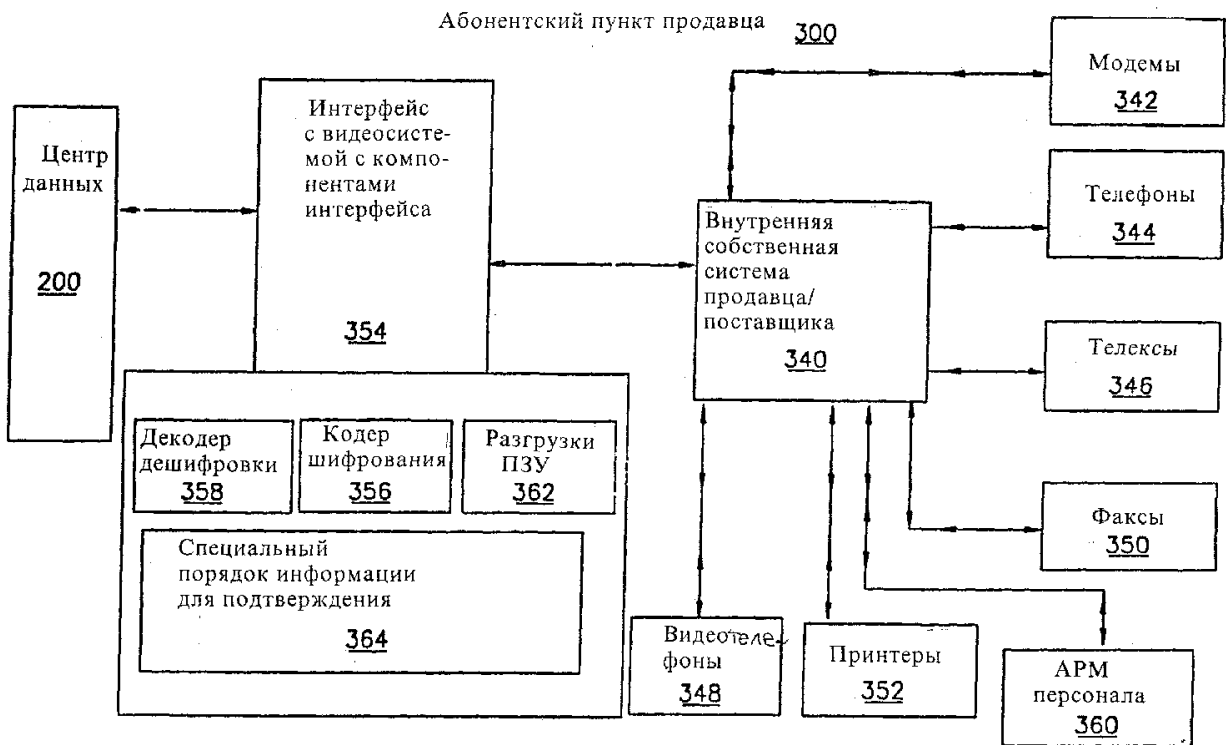 Абонентский пункт продавца 300
Модемы
342
Интерфейс
с видеосисте-
мой с компо-
нентами
интерфейса
354
Центр
данных
200
Телефоны
344
Внутренняя
собственная
система
продавца/
поставщика
340
Телексы
346
Декодер
дешифровки
358
Кодер
шифрования
356
Разгрузки
ПЗУ
362
Факсы
350
Специальный
порядок информации
для подтверждения
364
Видеотеле-
фоны
348
Принтеры
352
АРМ
персонала
360